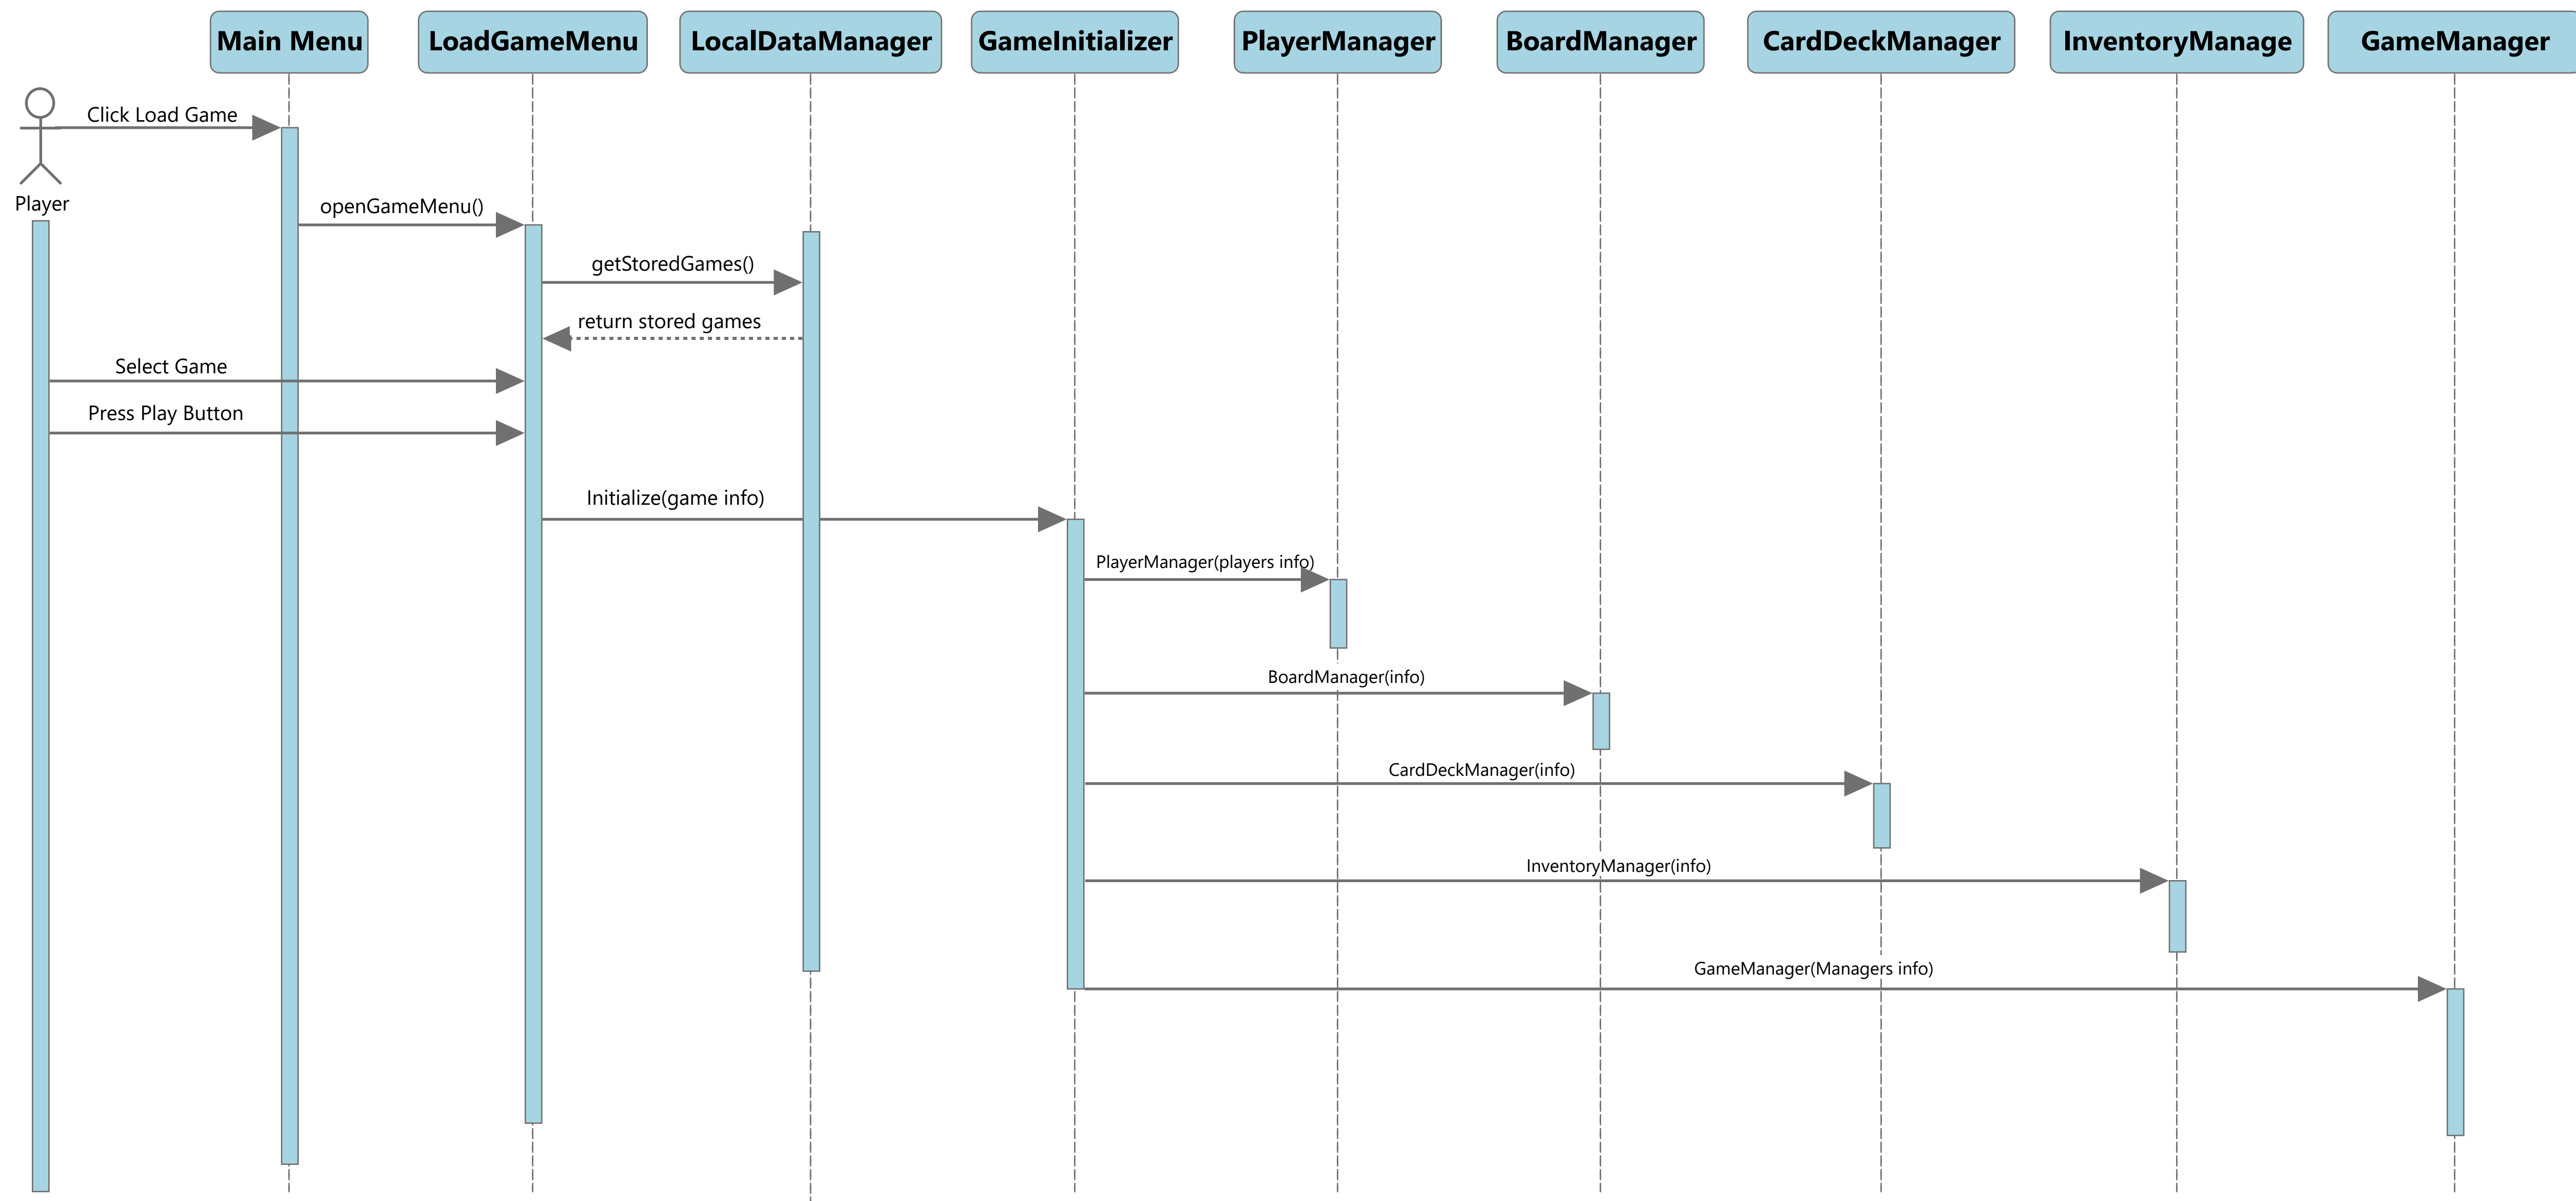 Main Menu
LoadGameMenu
LocalDataManager
GameInitializer
PlayerManager
BoardManager
CardDeckManager
InventoryManage
GameManager
Click Load Game
Player
openGameMenu()
getStoredGames()
return stored games
Select Game
Press Play Button
Initialize(game info)
PlayerManager(players info)
BoardManager(info)
CardDeckManager(info)
InventoryManager(info)
GameManager(Managers info)